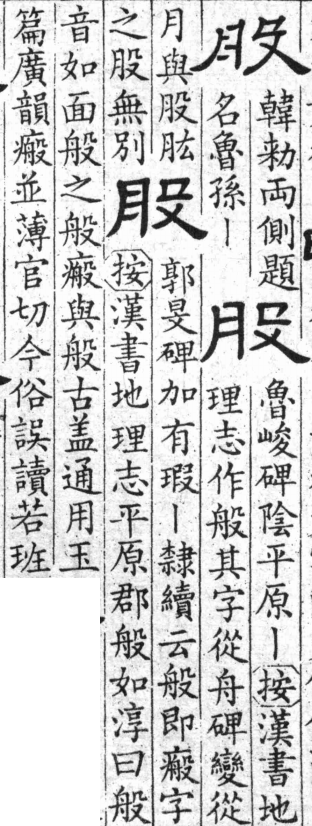 股
韓勑両側題
名魯孫丨
股
魯峻碑陰平原丨按漢書地
理志作般其字從舟碑變從
月與股肱
之股無別
股
郭旻碑加有瑕丨隸續云般即瘢字
按漢書地理志平原郡般如淳曰般
音如面般之般瘢與般古盖通用玉
篇廣韻瘢並薄官切今俗誤讀若班